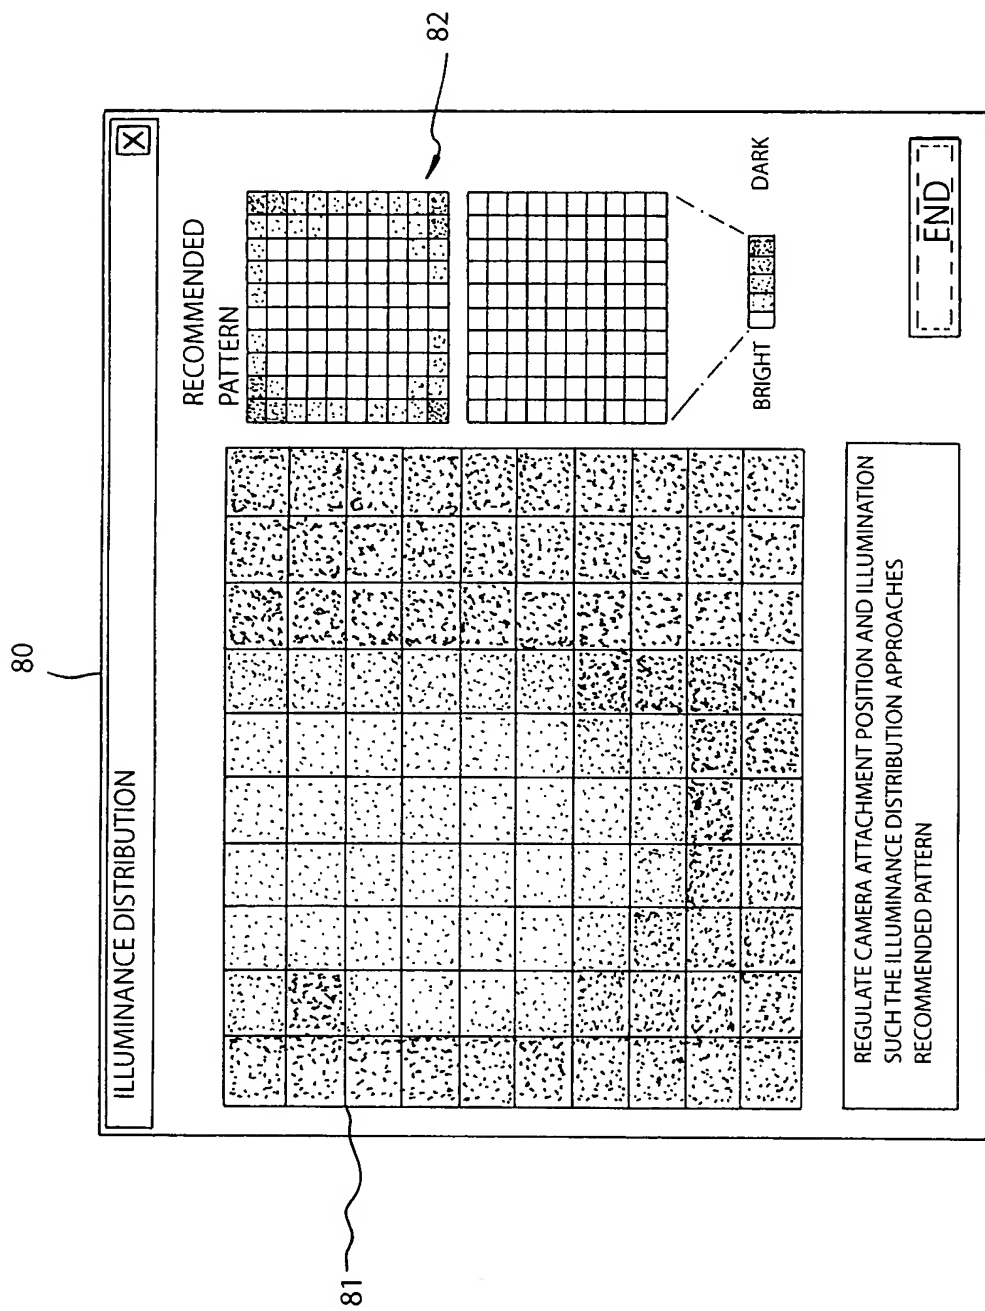 80
ILLUMINANCE DISTRIBUTION
X
RECOMMENDED
PATTERN
82
81
BRIGHT
DARK
REGULATE CAMERA ATTACHMENT POSITION AND ILLUMINATION
SUCH THE ILLUMINANCE DISTRIBUTION APPROACHES
RECOMMENDED PATTERN
END